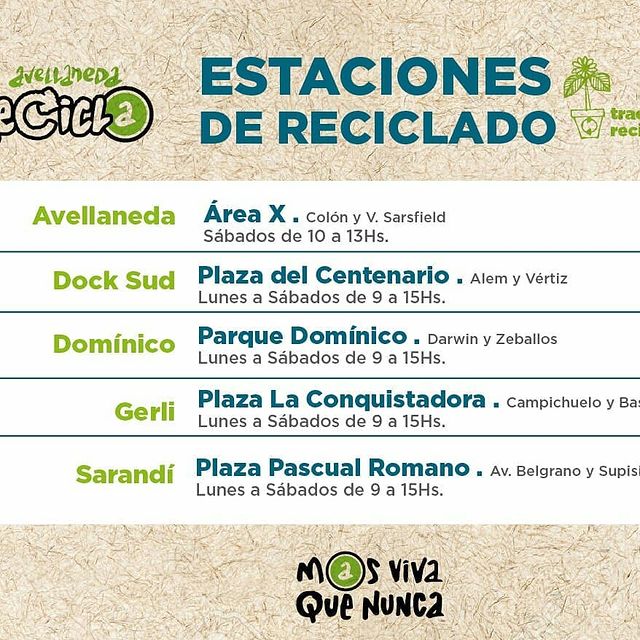 avellaneda
ESTACIONES
DE RECICLADO
Avellaneda
Área X . Colón y V. Sarsfield
Sábados de 10 a 13Hs.
Dock Sud
Plaza del Centenario . Alem y Vértiz
Lunes a Sábados de 9 a 15Hs.
Domínico
Parque Domínico . Darwin y Zeballos
Lunes a Sábados de 9 a 15Hs.
Gerli
Plaza La Conquistadora . Campichuelo y
Lunes a Sábados de 9 a 15Hs.
Sarandí
Plaza Pascual Romano . Av. Belgrano y
Lunes a Sábados de 9 a 15Hs.
Mas viva
Que nunca